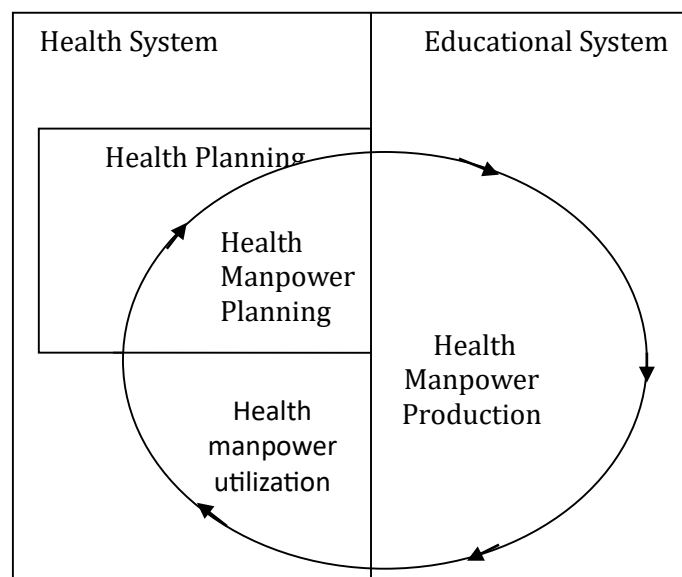 Health System
Educational System
Health Planning
Health
Manpower
Planning
Health
Manpower
Production
Health
manpower
utilization